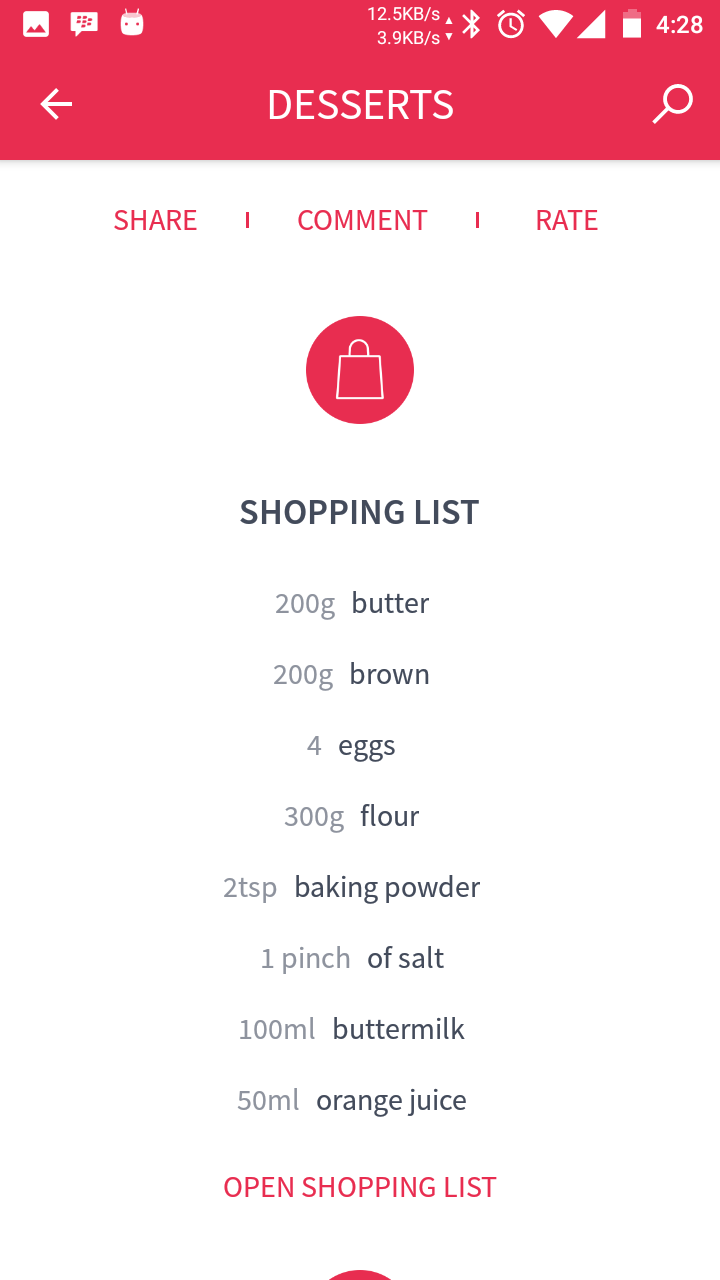 12.5KB/s
3.9KB/s
4:28
DESSERTS
SHARE COMMENT RATE
SHOPPING LIST
200g butter
200g brown
4 eggs
300g flour
2tsp baking powder
1 pinch of salt
100ml buttermilk
50ml orange juice
OPEN SHOPPING LIST